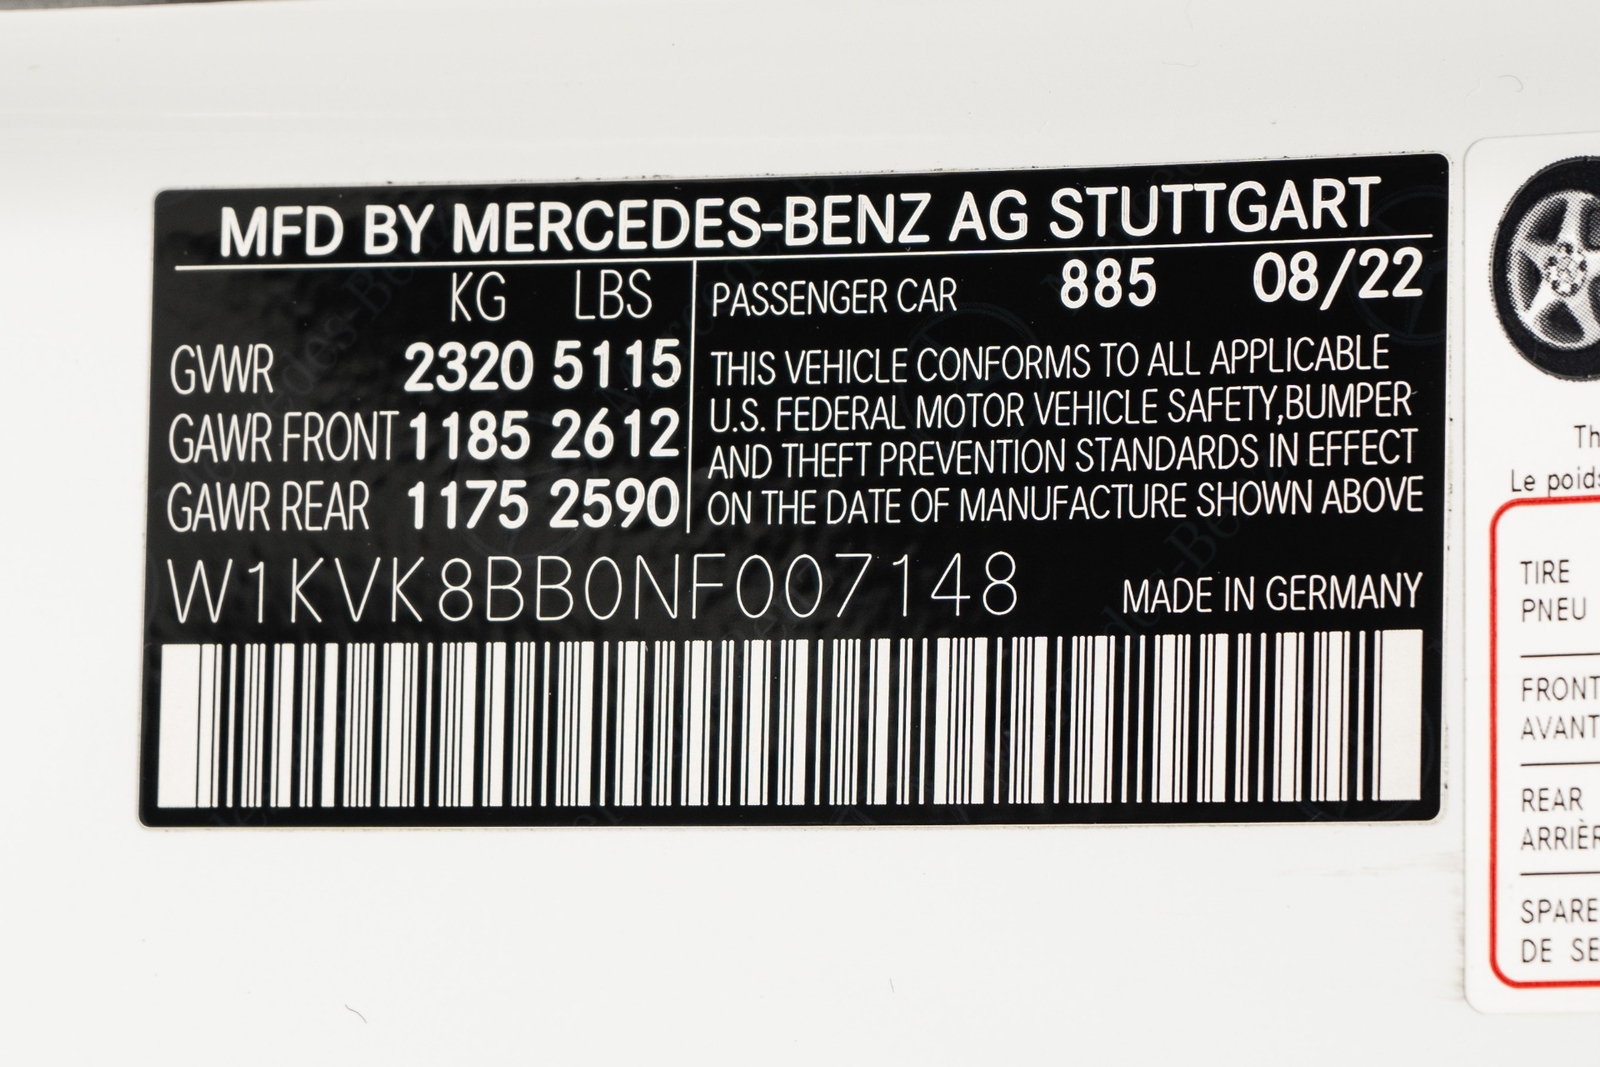 MFD BY MERCEDES-BENZ AG STUTTGART
KG LBS
GVWR 2320 5115
GAWR FRONT 1185 2612
GAWR REAR 1175 2590
PASSENGER CAR 885 08/22
THIS VEHICLE CONFORMS TO ALL APPLICABLE
U.S. FEDERAL MOTOR VEHICLE SAFETY,BUMPER
AND THEFT PREVENTION STANDARDS IN EFFECT
ON THE DATE OF MANUFACTURE SHOWN ABOVE
W1KVK8BB0NF007148 MADE IN GERMANY
Le
TIRE
PNEU
FRONT
AVANT
REAR
SPARE
DE